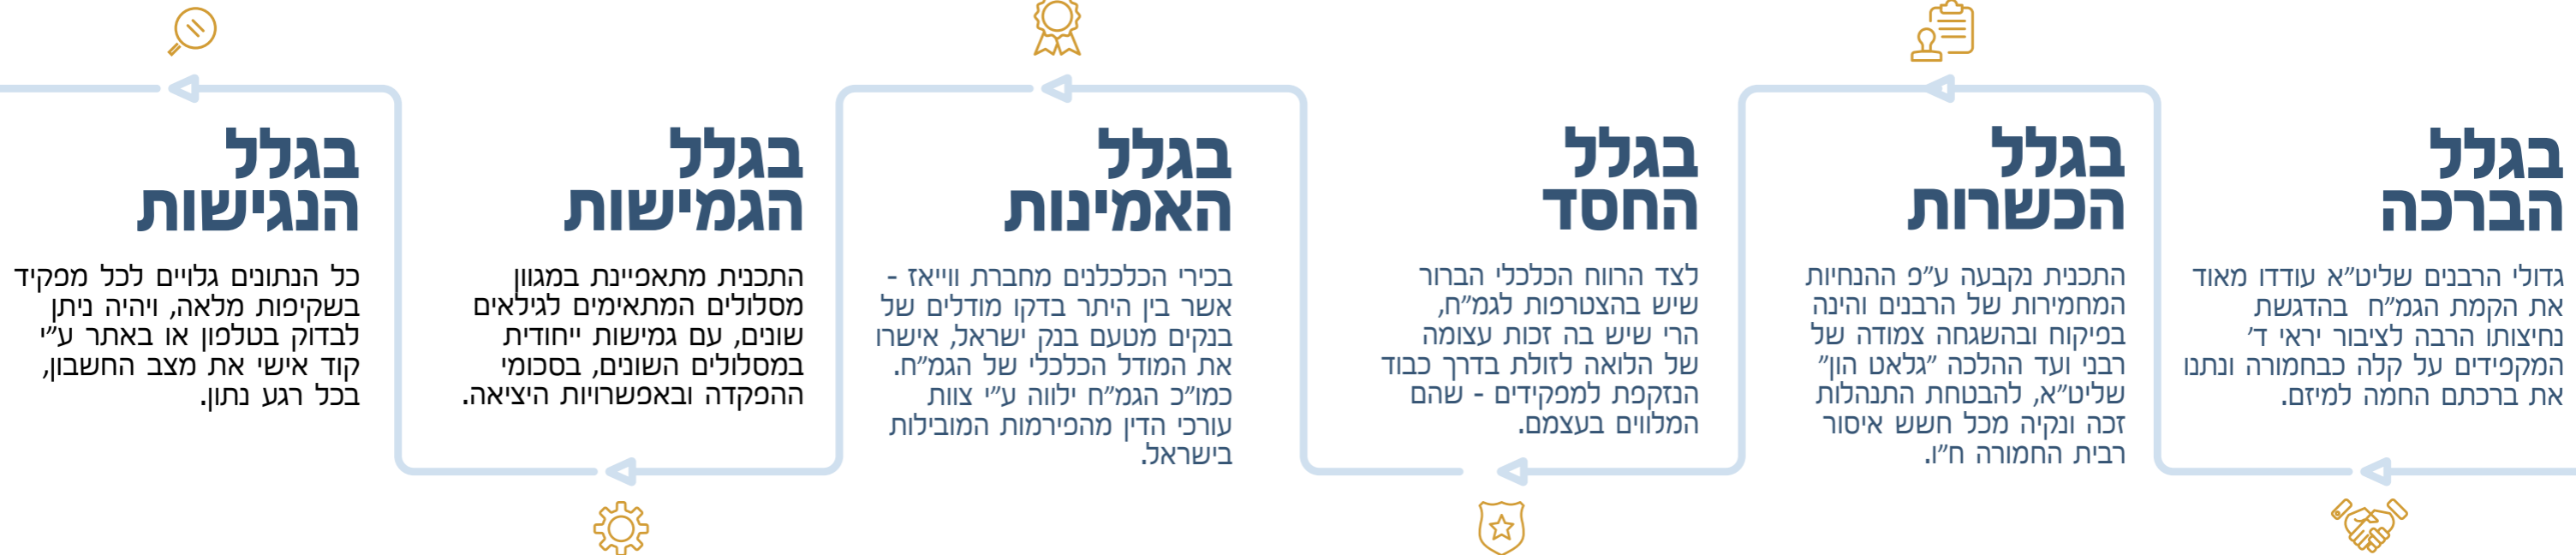 בגלל
הברכה
גדולי הרבנים שליט״א עודדו מאוד
את הקמת הגמ״ח בהדגשת
נחיצותו הרבה לציבור יראי ד׳
המקפידים על קלה כבחמורה ונתנו
את ברכתם החמה למיזם.
בגלל
הכשרות
התכנית נקבעה ע״פ ההנחיות
המחמירות של הרבנים והינה
בפיקוח ובהשגחה צמודה של
רבני ועד ההלכה ״גלאט הון״
שליט״א, להבטחת התנהלות
זכה ונקיה מכל חשש איסור
רבית החמורה ח״ו.
בגלל
החסד
לצד הרווח הכלכלי הברור
שיש בהצטרפות לגמ״ח,
הרי שיש בה זכות עצומה
של הלואה לזולת בדרך כבוד
הנזקפת למפקידים - שהם
המלווים בעצמם.
בגלל
האמינות
בכירי הכלכלנים מחברת ווייאז -
אשר בין היתר בדקו מודלים של
בנקים מטעם בנק ישראל, אישרו
את המודל הכלכלי של הגמ״ח.
כמו״כ הגמ״ח ילווה ע״י צוות
עורכי הדין מהפירמות המובילות
בישראל.
בגלל
הגמישות
התכנית מתאפיינת במגוון
מסלולים המתאימים לגילאים
שונים, עם גמישות ייחודית
במסלולים השונים, בסכומי
ההפקדה ובאפשרויות היציאה.
בגלל
הנגישות
כל הנתונים גלויים לכל מפקיד
בשקיפות מלאה, ויהיה ניתן
לבדוק בטלפון או באתר ע״י
קוד אישי את מצב החשבון,
בכל רגע נתון.